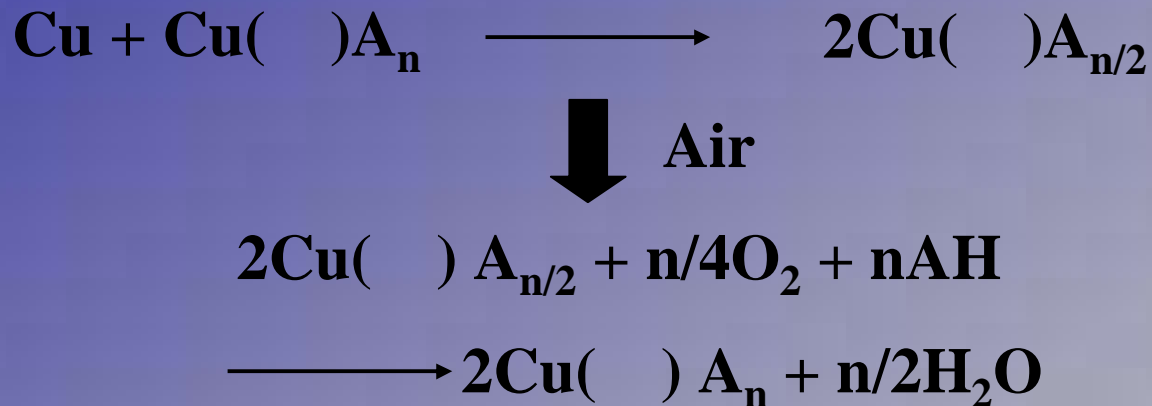 Cu + Cu( )Aₙ ⟶ 2Cu( )Aₙ/₂
Air
2Cu( ) Aₙ/₂ + n/4O₂ + nAH
⟶ 2Cu( ) Aₙ + n/2H₂O